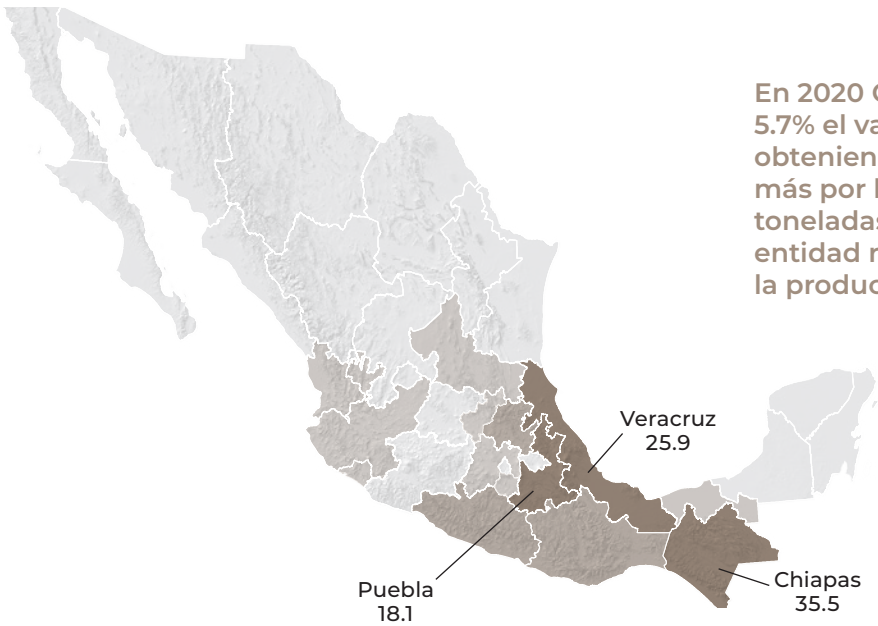 En 2020
5.7% el
obtenien
más por
toneladas
entidad
la produc
Veracruz
25.9
Puebla
18.1
Chiapas
35.5